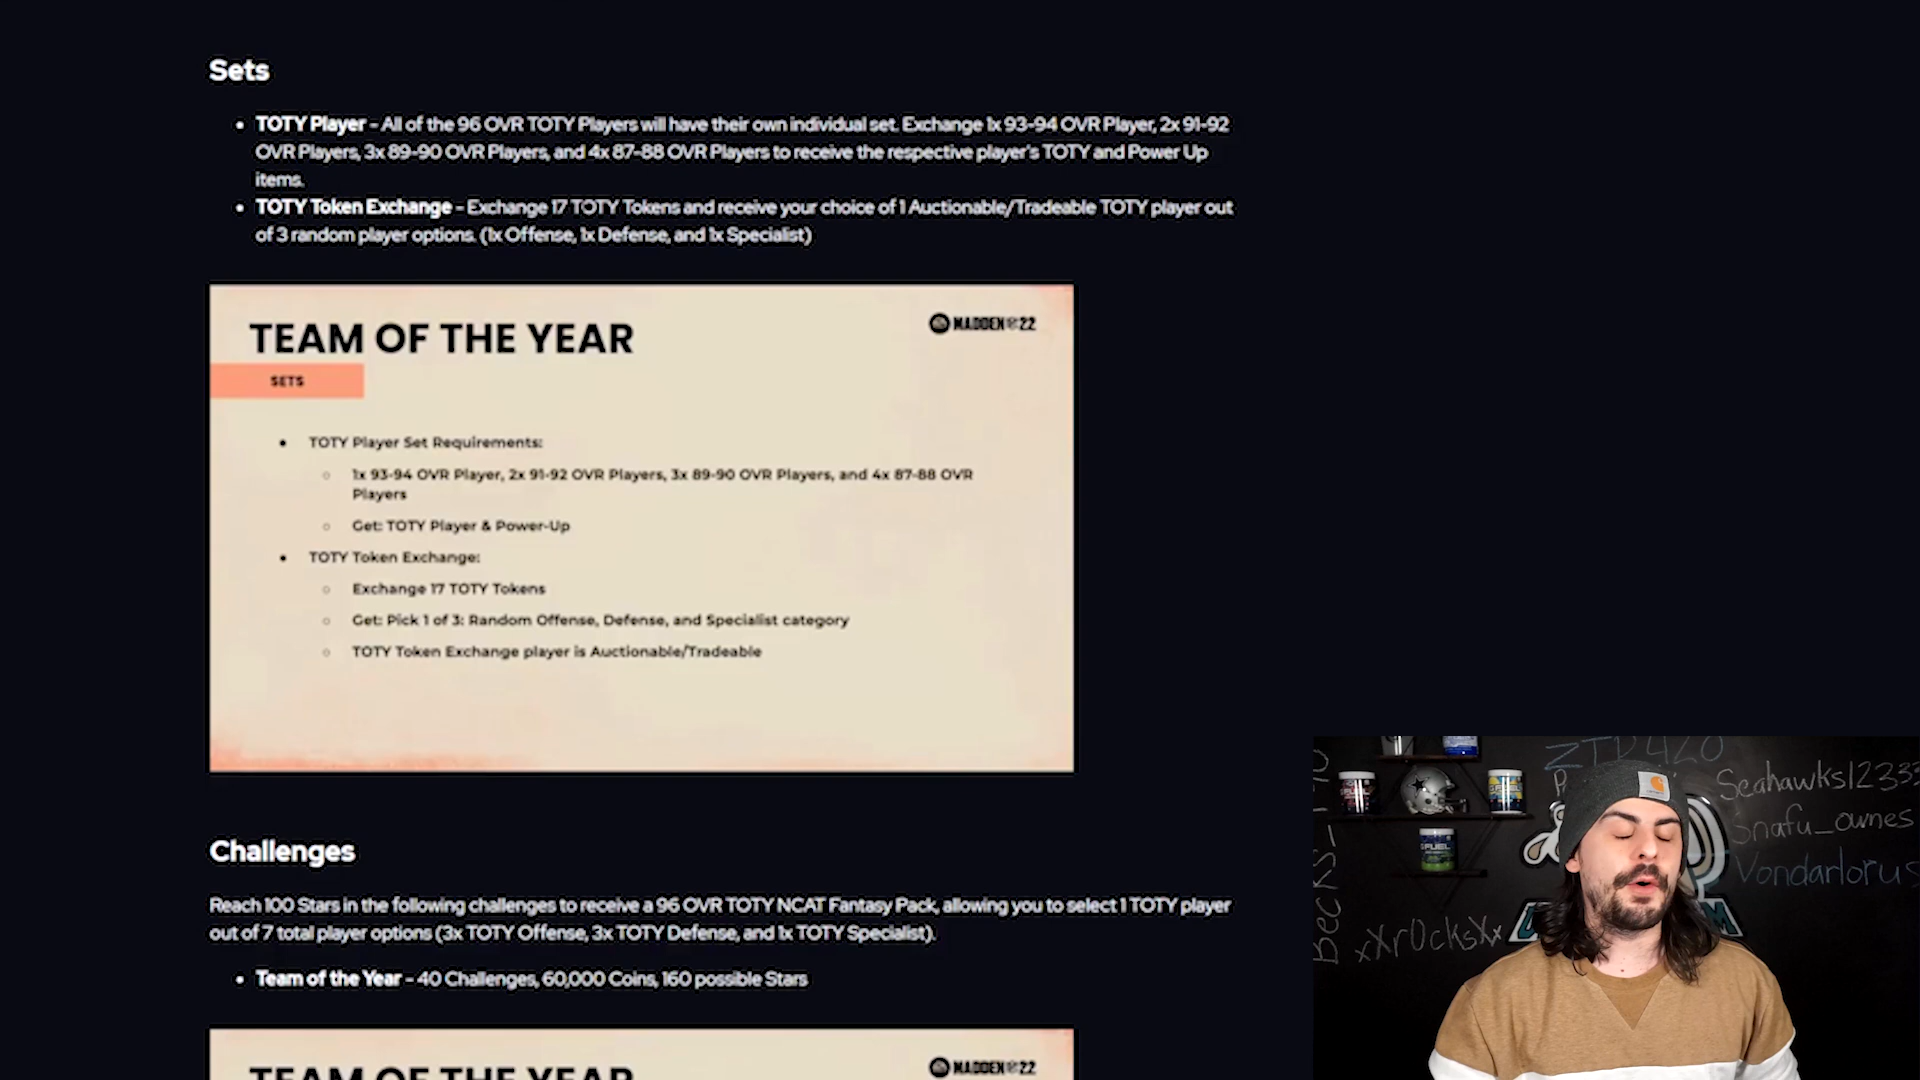 Sets
• TOTY Player - All of the 96 OVR TOTY Players will have their own individual set. Exchange 1x 93-94 OVR Player, 2x 91-92
OVR Players, 3x 89-90 OVR Players, and 4x 87-88 OVR Players to receive the respective player's TOTY and Power Up
items.
• TOTY Token Exchange - Exchange 17 TOTY Tokens and receive your choice of 1 Auctionable/Tradeable TOTY player out
of 3 random player options. (1x Offense, 1x Defense, and 1x Specialist)
TEAM OF THE YEAR
MADDEN 22
SETS
• TOTY Player Set Requirements:
○ 1x 93-94 OVR Player, 2x 91-92 OVR Players, 3x 89-90 OVR Players, and 4x 87-88 OVR
Players
○ Get: TOTY Player & Power-Up
• TOTY Token Exchange:
○ Exchange 17 TOTY Tokens
○ Get: Pick 1 of 3: Random Offense, Defense, and Specialist category
○ TOTY Token Exchange player is Auctionable/Tradeable
Challenges
Reach 100 Stars in the following challenges to receive a 96 OVR TOTY NCAT Fantasy Pack, allowing you to select 1 TOTY player
out of 7 total player options (3x TOTY Offense, 3x TOTY Defense, and 1x TOTY Specialist).
• Team of the Year - 40 Challenges, 60,000 Coins, 160 possible Stars
TEAM OF THE YEAR
MADDEN 22
ZTP420
Seahawks12333
Snafu_ownes
Vondarlorus
xXr0cksXx
FUEL